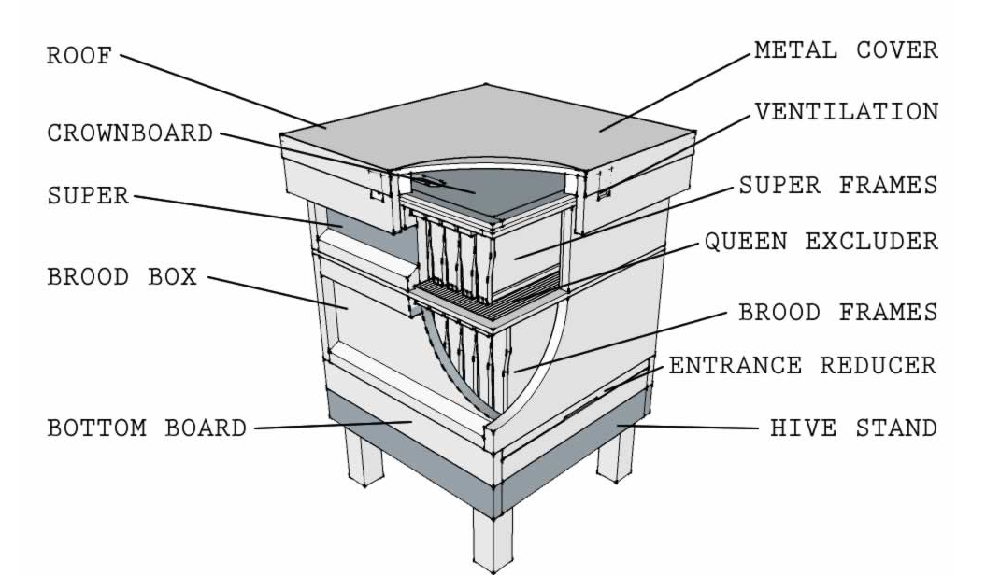 ROOF
METAL COVER
VENTILATION
CROWNBOARD
SUPER FRAMES
SUPER
QUEEN EXCLUDER
BROOD BOX
BROOD FRAMES
ENTRANCE REDUCER
BOTTOM BOARD
HIVE STAND